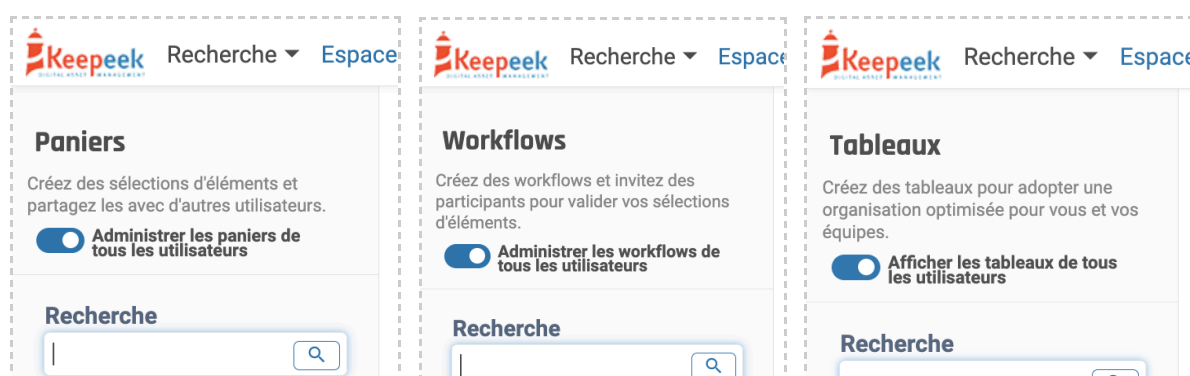 Keepeek
DIGITAL ASSET MANAGEMENT
Recherche
Espace
Paniers
Créez des sélections d'éléments et
partagez les avec d'autres utilisateurs.
Administrer les paniers de
tous les utilisateurs
Recherche
Keepeek
DIGITAL ASSET MANAGEMENT
Recherche
Espace
Workflows
Créez des workflows et invitez des
participants pour valider vos sélections
d'éléments.
Administrer les workflows de
tous les utilisateurs
Recherche
Keepeek
DIGITAL ASSET MANAGEMENT
Recherche
Espace
Tableaux
Créez des tableaux pour adopter une
organisation optimisée pour vous et vos
équipes.
Afficher les tableaux de tous
les utilisateurs
Recherche